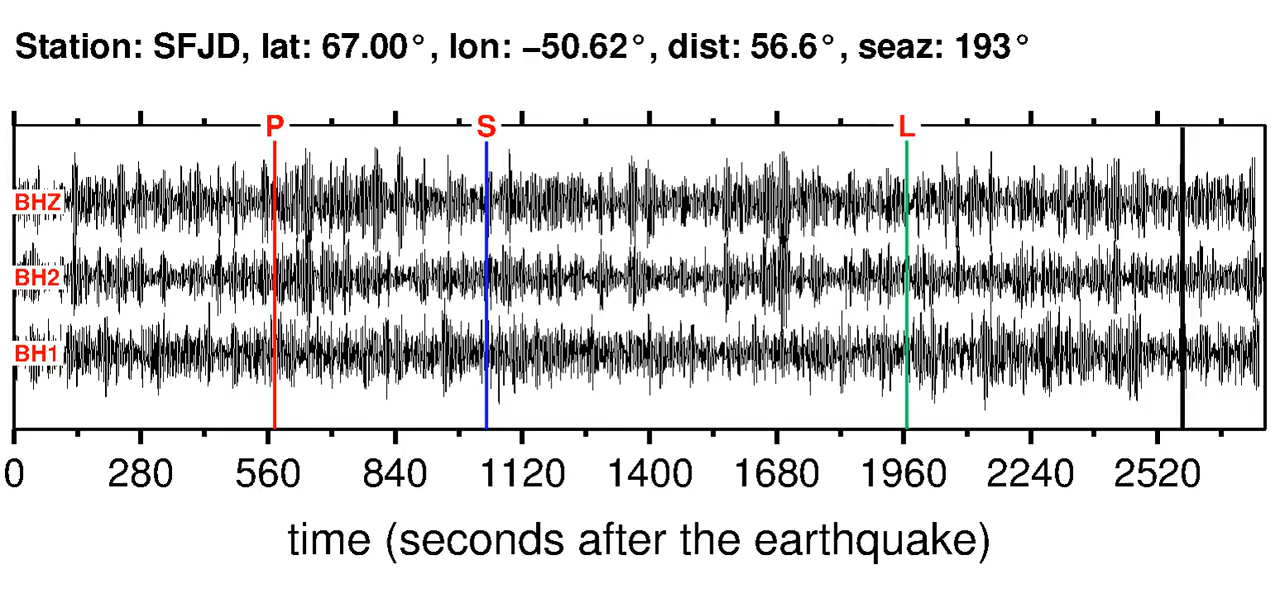 Station: SFJD, lat: 67.00°, lon: −50.62°, dist: 56.6°, seaz: 193°
P S L
BHZ
BH2
BH1
0 280 560 840 1120 1400 1680 1960 2240 2520
time (seconds after the earthquake)